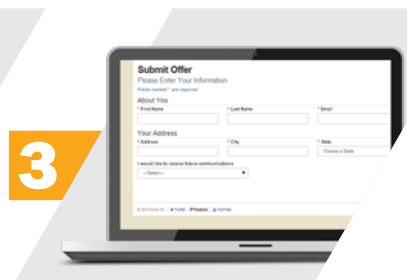 3
Submit Offer
Please Enter Your Information
Fields marked * are required
About You
* First Name * Last Name * Email
Your Address
* Address * City * State
Choose a State
I would like to receive future communications
--Select--
Twitter Facebook YouTube